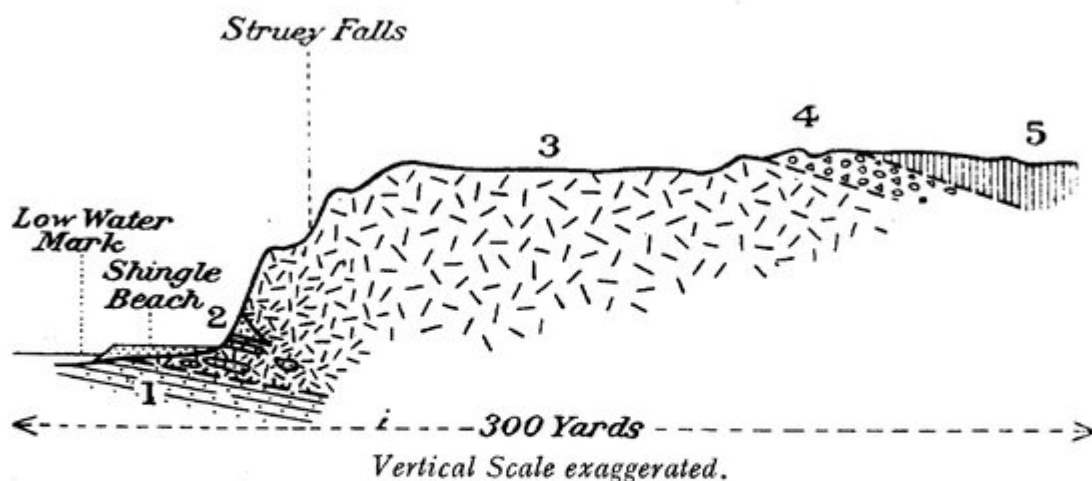 Struey Falls
3
4
5
Low Water
Mark
Shingle
Beach
2
1
i
300 Yards
Vertical Scale exaggerated.